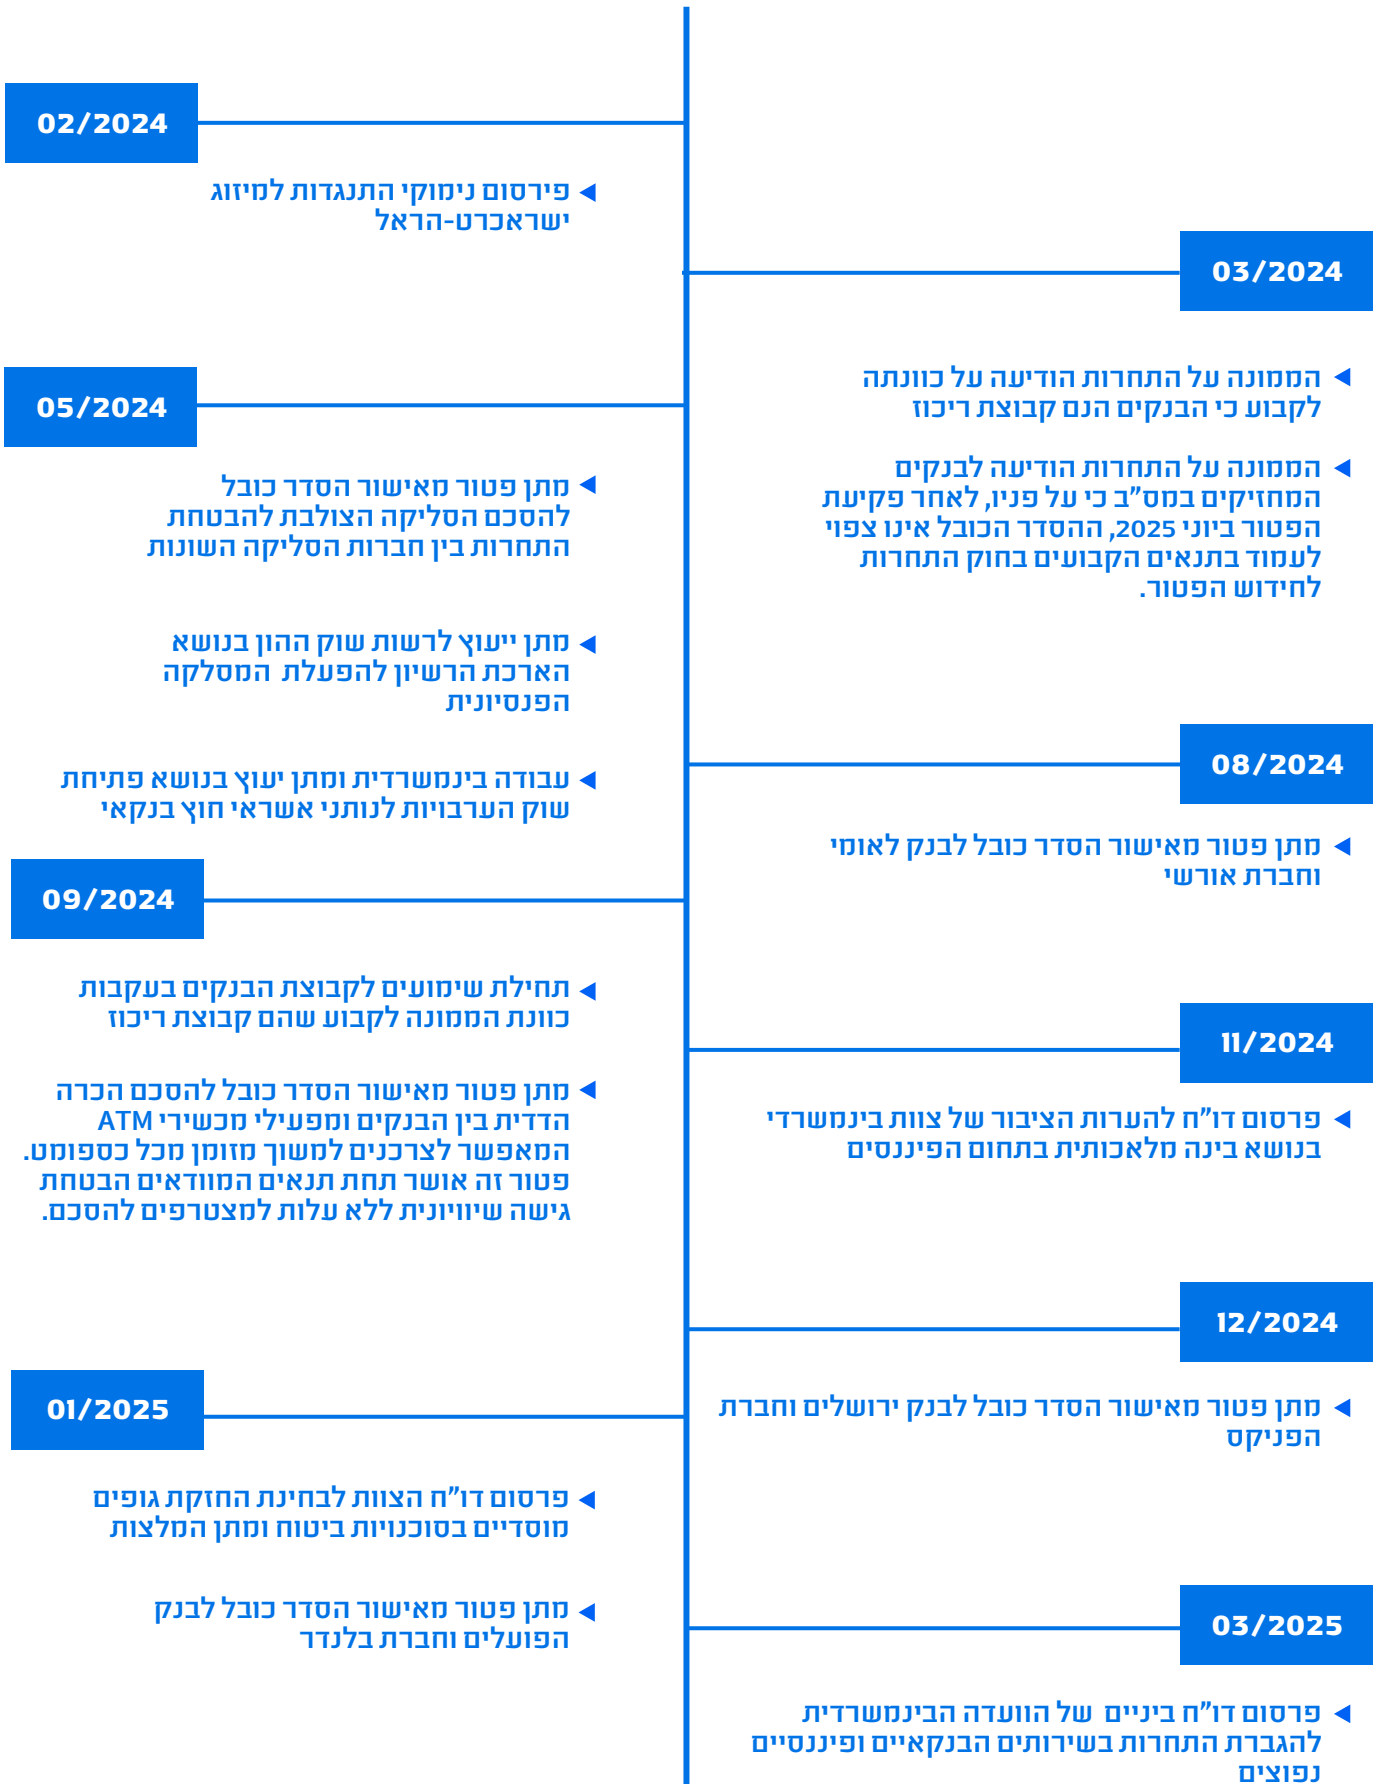 02/2024
פירסום נימוקי התנגדות למיזוג
ישראכרט-הראל
03/2024
הממונה על התחרות הודיעה על כוונתה
לקבוע כי הבנקים הנם קבוצת ריכוז
הממונה על התחרות הודיעה לבנקים
המחזיקים במס"ב כי על פניו, לאחר פקיעת
הפטור ביוני 2025, ההסדר הכובל אינו צפוי
לעמוד בתנאים הקבועים בחוק התחרות
לחידוש הפטור.
05/2024
מתן פטור מאישור הסדר כובל
להסכם הסליקה הצולבת להבטחת
התחרות בין חברות הסליקה השונות
מתן ייעוץ לרשות שוק ההון בנושא
הארכת הרשיון להפעלת המסלקה
הפנסיונית
עבודה בינמשרדית ומתן יעוץ בנושא פתיחת
שוק הערבויות לנותני אשראי חוץ בנקאי
08/2024
מתן פטור מאישור הסדר כובל לבנק לאומי
וחברת אורשי
09/2024
תחילת שימועים לקבוצת הבנקים בעקבות
כוונת הממונה לקבוע שהם קבוצת ריכוז
מתן פטור מאישור הסדר כובל להסכם הכרה
הדדית בין הבנקים ומפעילי מכשירי ATM
המאפשר לצרכנים למשוך מזומן מכל כספומט.
פטור זה אושר תחת תנאים המוודאים הבטחת
גישה שיוויונית ללא עלות למצטרפים להסכם.
11/2024
פרסום דו"ח להערות הציבור של צוות בינמשרדי
בנושא בינה מלאכותית בתחום הפיננסים
12/2024
מתן פטור מאישור הסדר כובל לבנק ירושלים וחברת
הפניקס
01/2025
פרסום דו"ח הצוות לבחינת החזקת גופים
מוסדיים בסוכנויות ביטוח ומתן המלצות
מתן פטור מאישור הסדר כובל לבנק
הפועלים וחברת בלנדר
03/2025
פרסום דו"ח ביניים של הוועדה הבינמשרדית
להגברת התחרות בשירותים הבנקאיים ופיננסיים
נפוצים